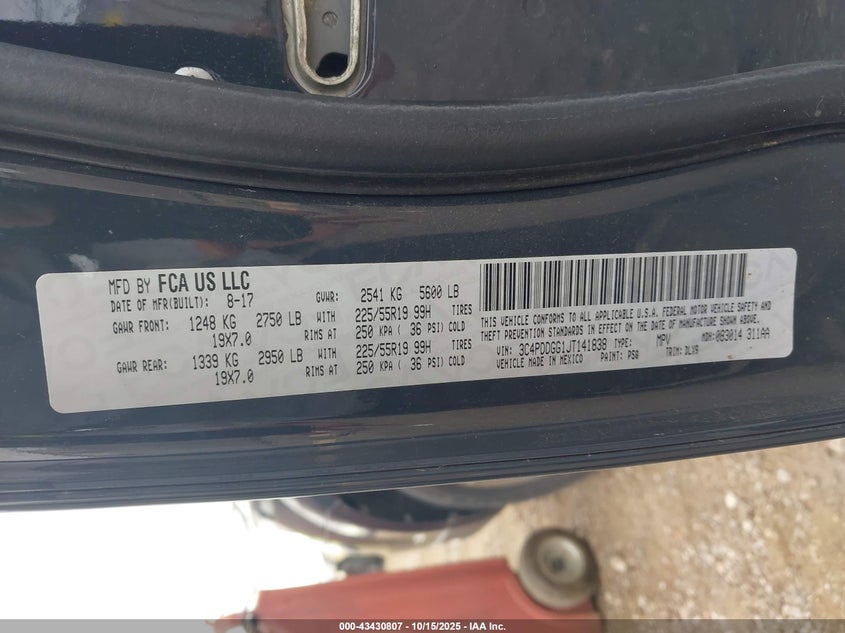 MFD BY FCA US LLC
DATE OF MFR(BUILT): 8-17 GVWR: 2541 KG 5600 LB
GAWR FRONT: 1248 KG 2750 LB WITH 225/55R19 99H TIRES
19X7.0 RIMS AT 250 KPA ( 36 PSI) COLD
GAWR REAR: 1339 KG 2950 LB WITH 225/55R19 99H TIRES
19X7.0 RIMS AT 250 KPA ( 36 PSI) COLD
THIS VEHICLE CONFORMS TO ALL APPLICABLE U.S.A. FEDERAL MOTOR VEHICLE SAFETY AND
THEFT PREVENTION STANDARDS IN EFFECT ON THE DATE OF MANUFACTURE SHOWN ABOVE.
VIN: 3C4PDDGG1JT141838 TYPE: MPV MDH: 083014 311AA
VEHICLE MADE IN MEXICO PAINT: TRIM: DLX9
000-43430807 - 10/15/2025 - IAA Inc.